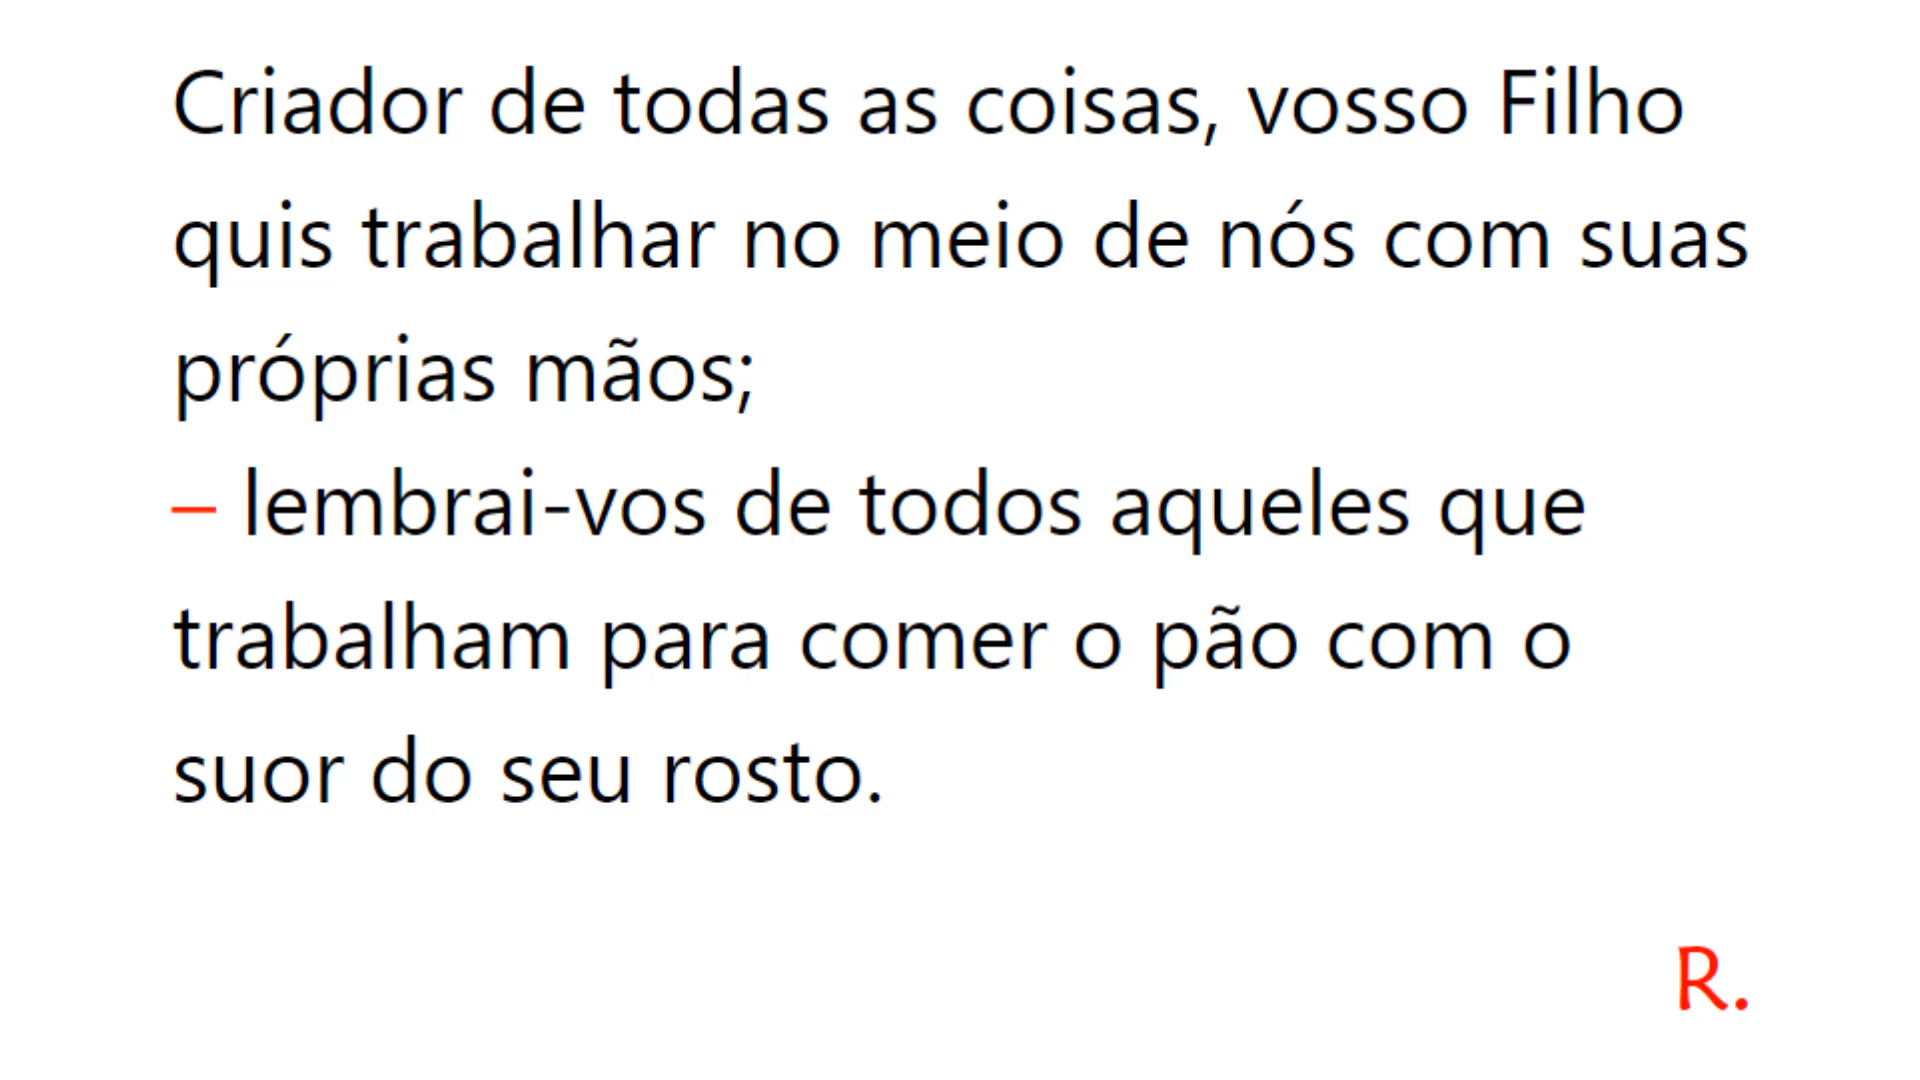 Criador de todas as coisas, vosso Filho
quis trabalhar no meio de nós com suas
próprias mãos;
– lembrai-vos de todos aqueles que
trabalham para comer o pão com o
suor do seu rosto.
R.